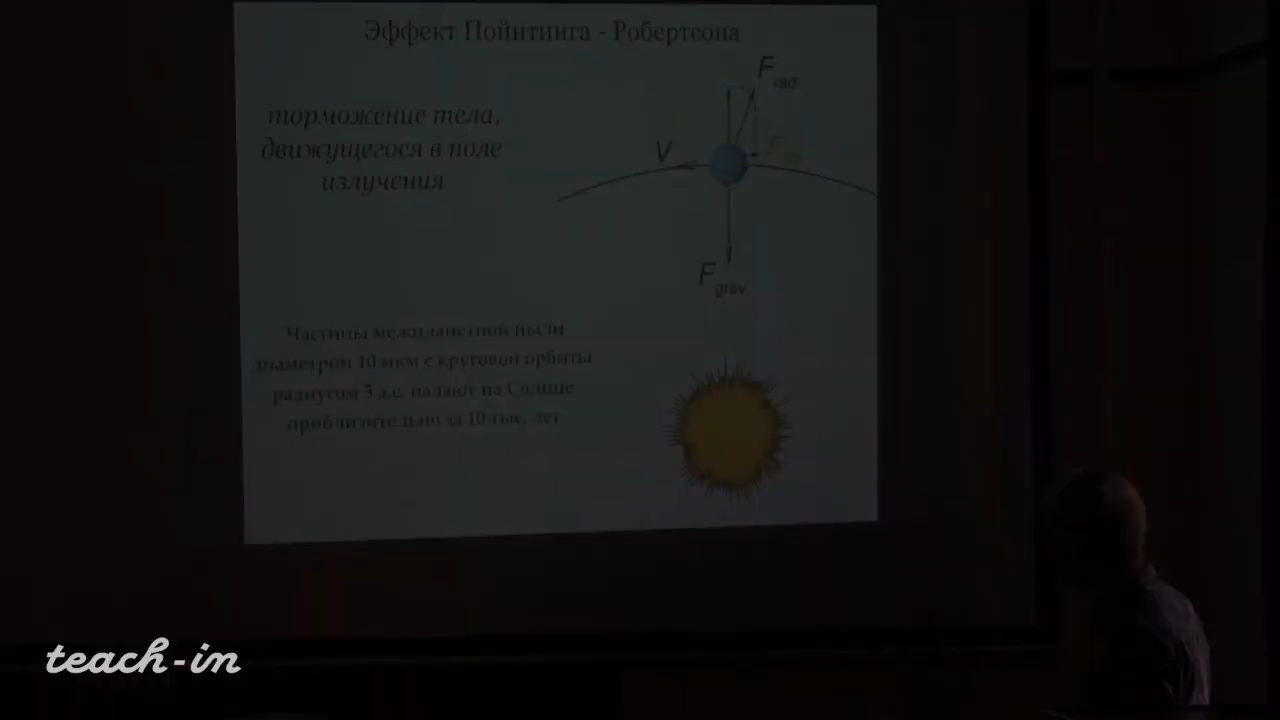 Эффект Пойнтинга - Робертсона
торможение тела,
движущегося в поле
излучения
F rad
V
F grav
Частицы межпланетной пыли
диаметром 10 мкм с круговой орбиты
радиусом 3 а.е. падают на Солнце
приблизительно за 10 тыс. лет
teach-in